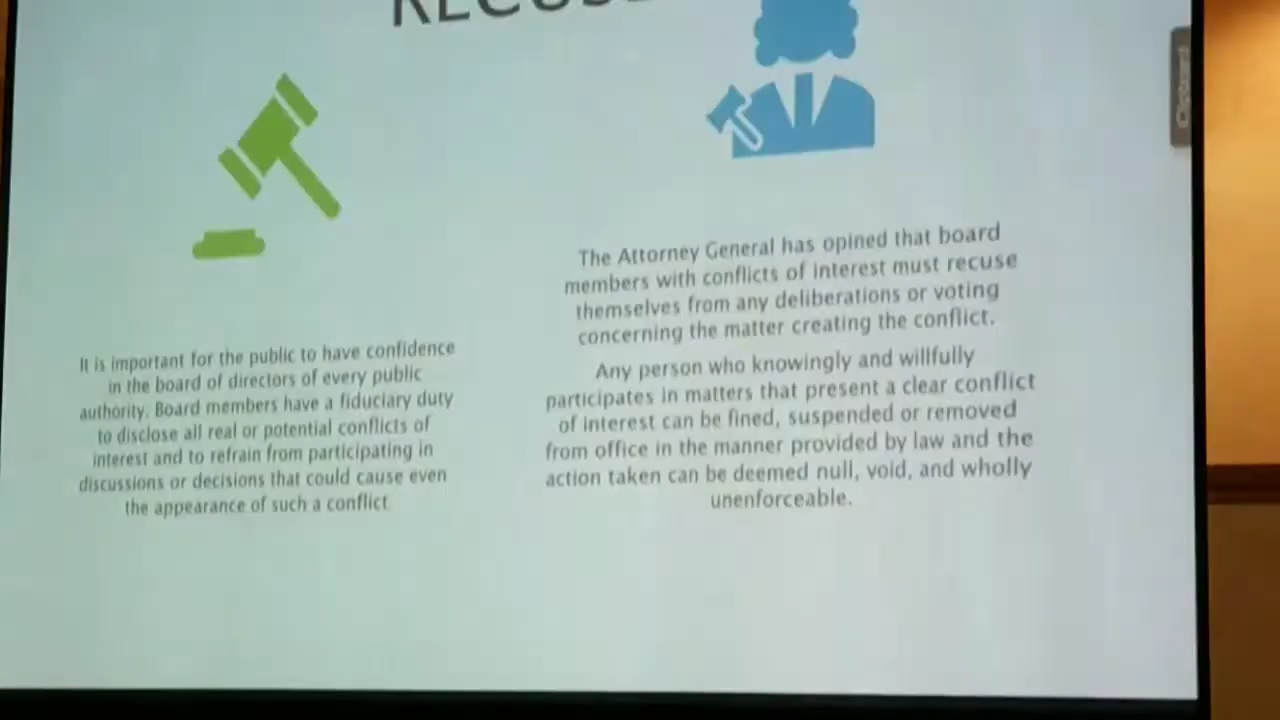 It is important for the public to have confidence
in the board of directors of every public
authority. Board members have a fiduciary duty
to disclose all real or potential conflicts of
interest and to refrain from participating in
discussions or decisions that could cause even
the appearance of such a conflict
The Attorney General has opined that board
members with conflicts of interest must recuse
themselves from any deliberations or voting
concerning the matter creating the conflict.
Any person who knowingly and willfully
participates in matters that present a clear conflict
of interest can be fined, suspended or removed
from office in the manner provided by law and the
action taken can be deemed null, void, and wholly
unenforceable.